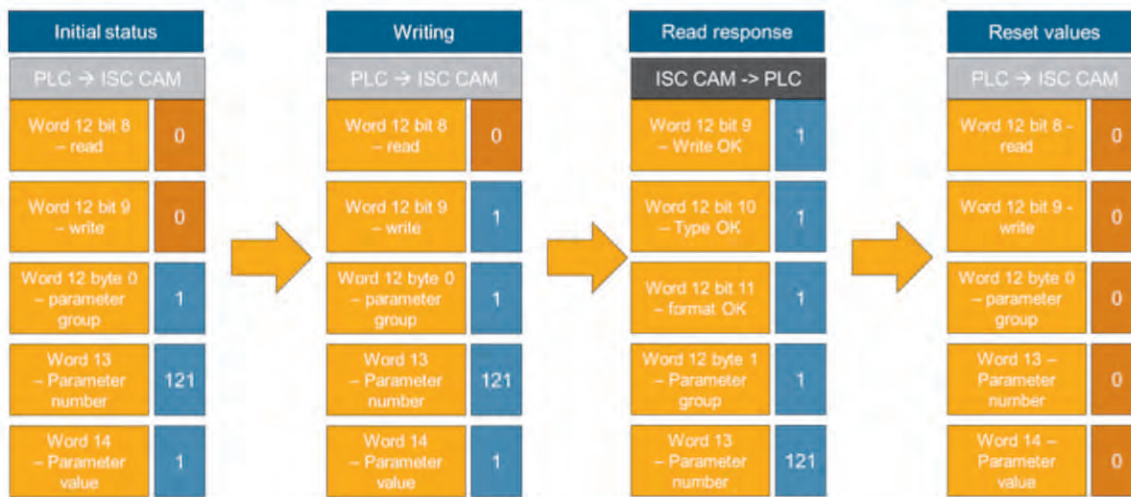 Initial status
PLC → ISC CAM
Word 12 bit 8
– read
0
Word 12 bit 9
– write
0
Word 12 byte 0
– parameter
group
1
Word 13
– Parameter
number
121
Word 14
– Parameter
value
1
Writing
PLC → ISC CAM
Word 12 bit 8
– read
0
Word 12 bit 9
– write
1
Word 12 byte 0
– parameter
group
1
Word 13
– Parameter
number
121
Word 14
– Parameter
value
1
Read response
ISC CAM -> PLC
Word 12 bit 9
– Write OK
1
Word 12 bit 10
– Type OK
1
Word 12 bit 11
– format OK
1
Word 12 byte 1
– Parameter
group
1
Word 13
– Parameter
number
121
Reset values
PLC → ISC CAM
Word 12 bit 8 -
read
0
Word 12 bit 9 -
write
0
Word 12 byte 0
– parameter
group
0
Word 13 –
Parameter
number
0
Word 14 –
Parameter
value
0